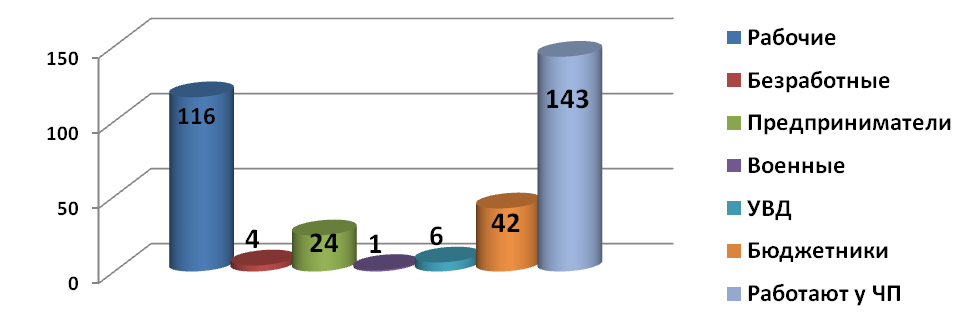 150
100
50
0
116
4
24
1
6
42
143
Рабочие
Безработные
Предприниматели
Военные
УВД
Бюджетники
Работают у ЧП